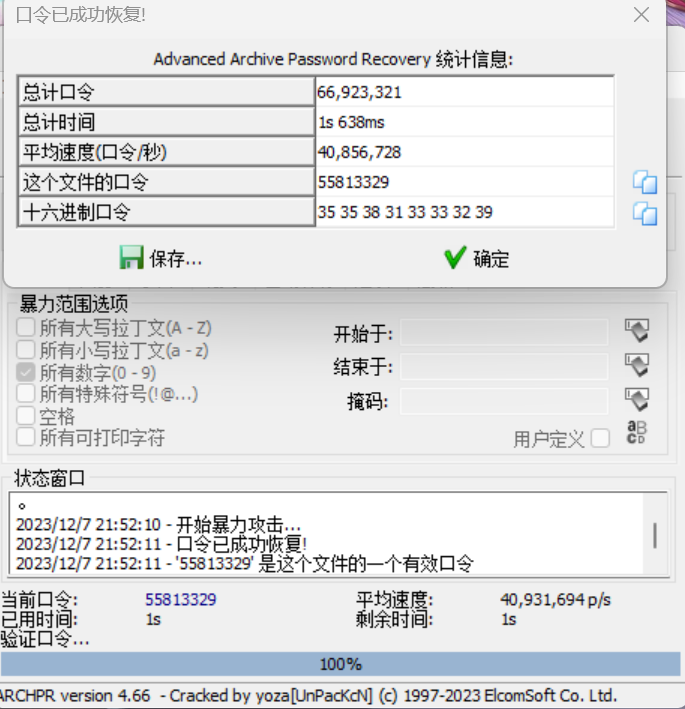 口令已成功恢复!
Advanced Archive Password Recovery 统计信息:
总计口令 66,923,321
总计时间 1s 638ms
平均速度(口令/秒) 40,856,728
这个文件的口令 55813329
十六进制口令 35 35 38 31 33 33 32 39
保存... 确定
暴力范围选项
所有大写拉丁文(A - Z)
所有小写拉丁文(a - z)
所有数字(0 - 9)
所有特殊符号(!@...)
空格
所有可打印字符
开始于:
结束于:
掩码:
用户定义
状态窗口
。
2023/12/7 21:52:10 - 开始暴力攻击...
2023/12/7 21:52:11 - 口令已成功恢复!
2023/12/7 21:52:11 - '55813329' 是这个文件的一个有效口令
当前口令: 55813329 平均速度: 40,931,694 p/s
已用时间: 1s 剩余时间: 1s
验证口令...
100%
ARCHPR version 4.66 - Cracked by yoza[UnPacKcN] (c) 1997-2023 ElcomSoft Co. Ltd.